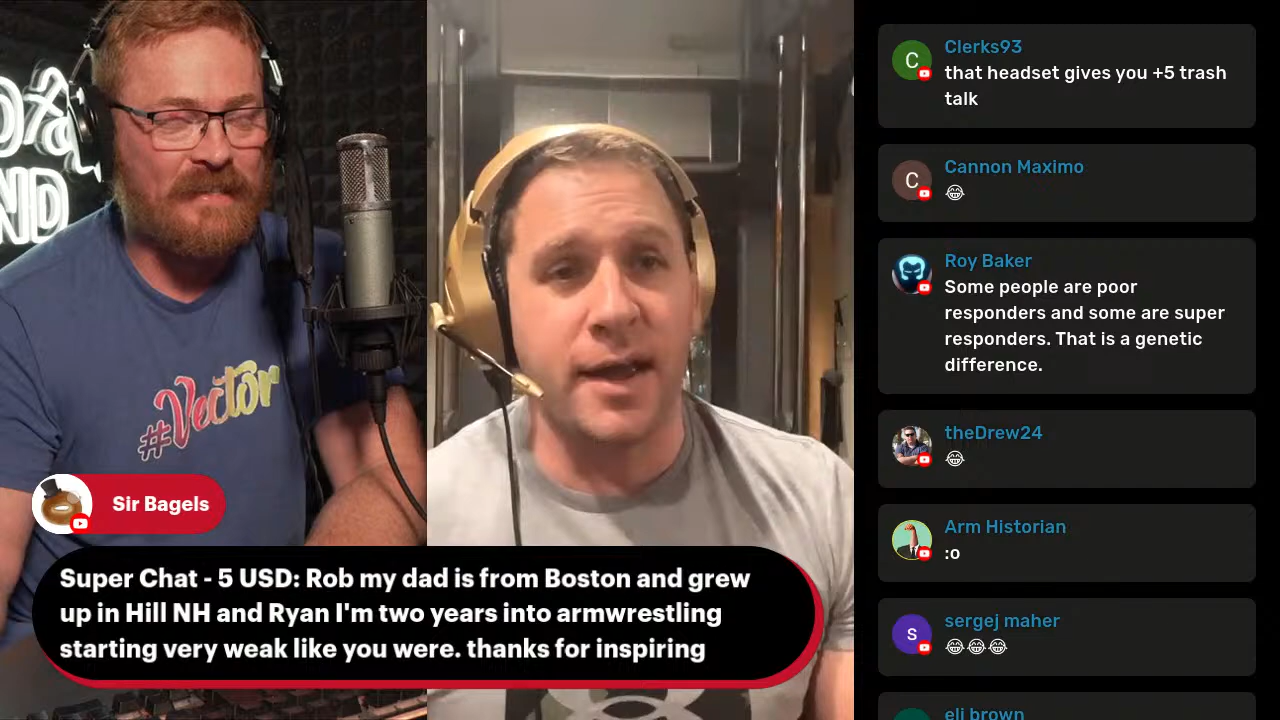 #Vector
Sir Bagels
Super Chat - 5 USD: Rob my dad is from Boston and grew
up in Hill NH and Ryan I'm two years into armwrestling
starting very weak like you were. thanks for inspiring
C
Clerks93
that headset gives you +5 trash
talk
C
Cannon Maximo
😂
Roy Baker
Some people are poor
responders and some are super
responders. That is a genetic
difference.
theDrew24
😂
Arm Historian
:o
s
sergej maher
😂😂😂
eli brown